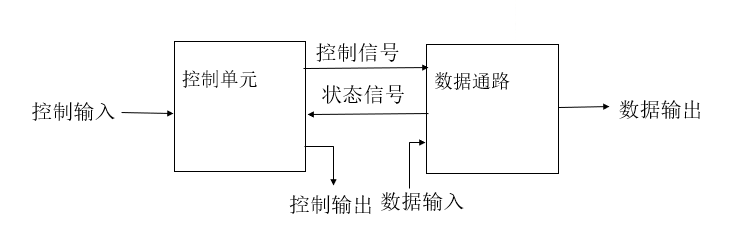 控制信号
控制单元
数据通路
状态信号
控制输入
数据输出
控制输出
数据输入